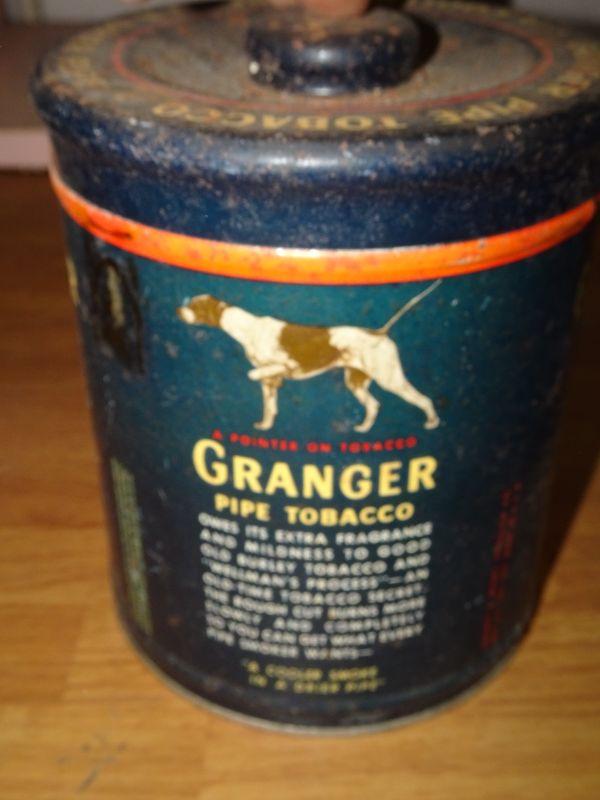 PIPE TOBACCO
A POINTER ON TOBACCO
GRANGER
PIPE TOBACCO
OWES ITS EXTRA FRAGRANCE
AND MILDNESS TO GOOD
OLD BURLEY TOBACCO AND
"WELLMAN'S PROCESS"—AN
OLD-TIME TOBACCO SECRET.
THE ROUGH CUT BURNS MORE
SLOWLY AND COMPLETELY
SO YOU CAN GET WHAT EVERY
PIPE SMOKER WANTS—
"A COOLER SMOKE
IN A DRIER PIPE"